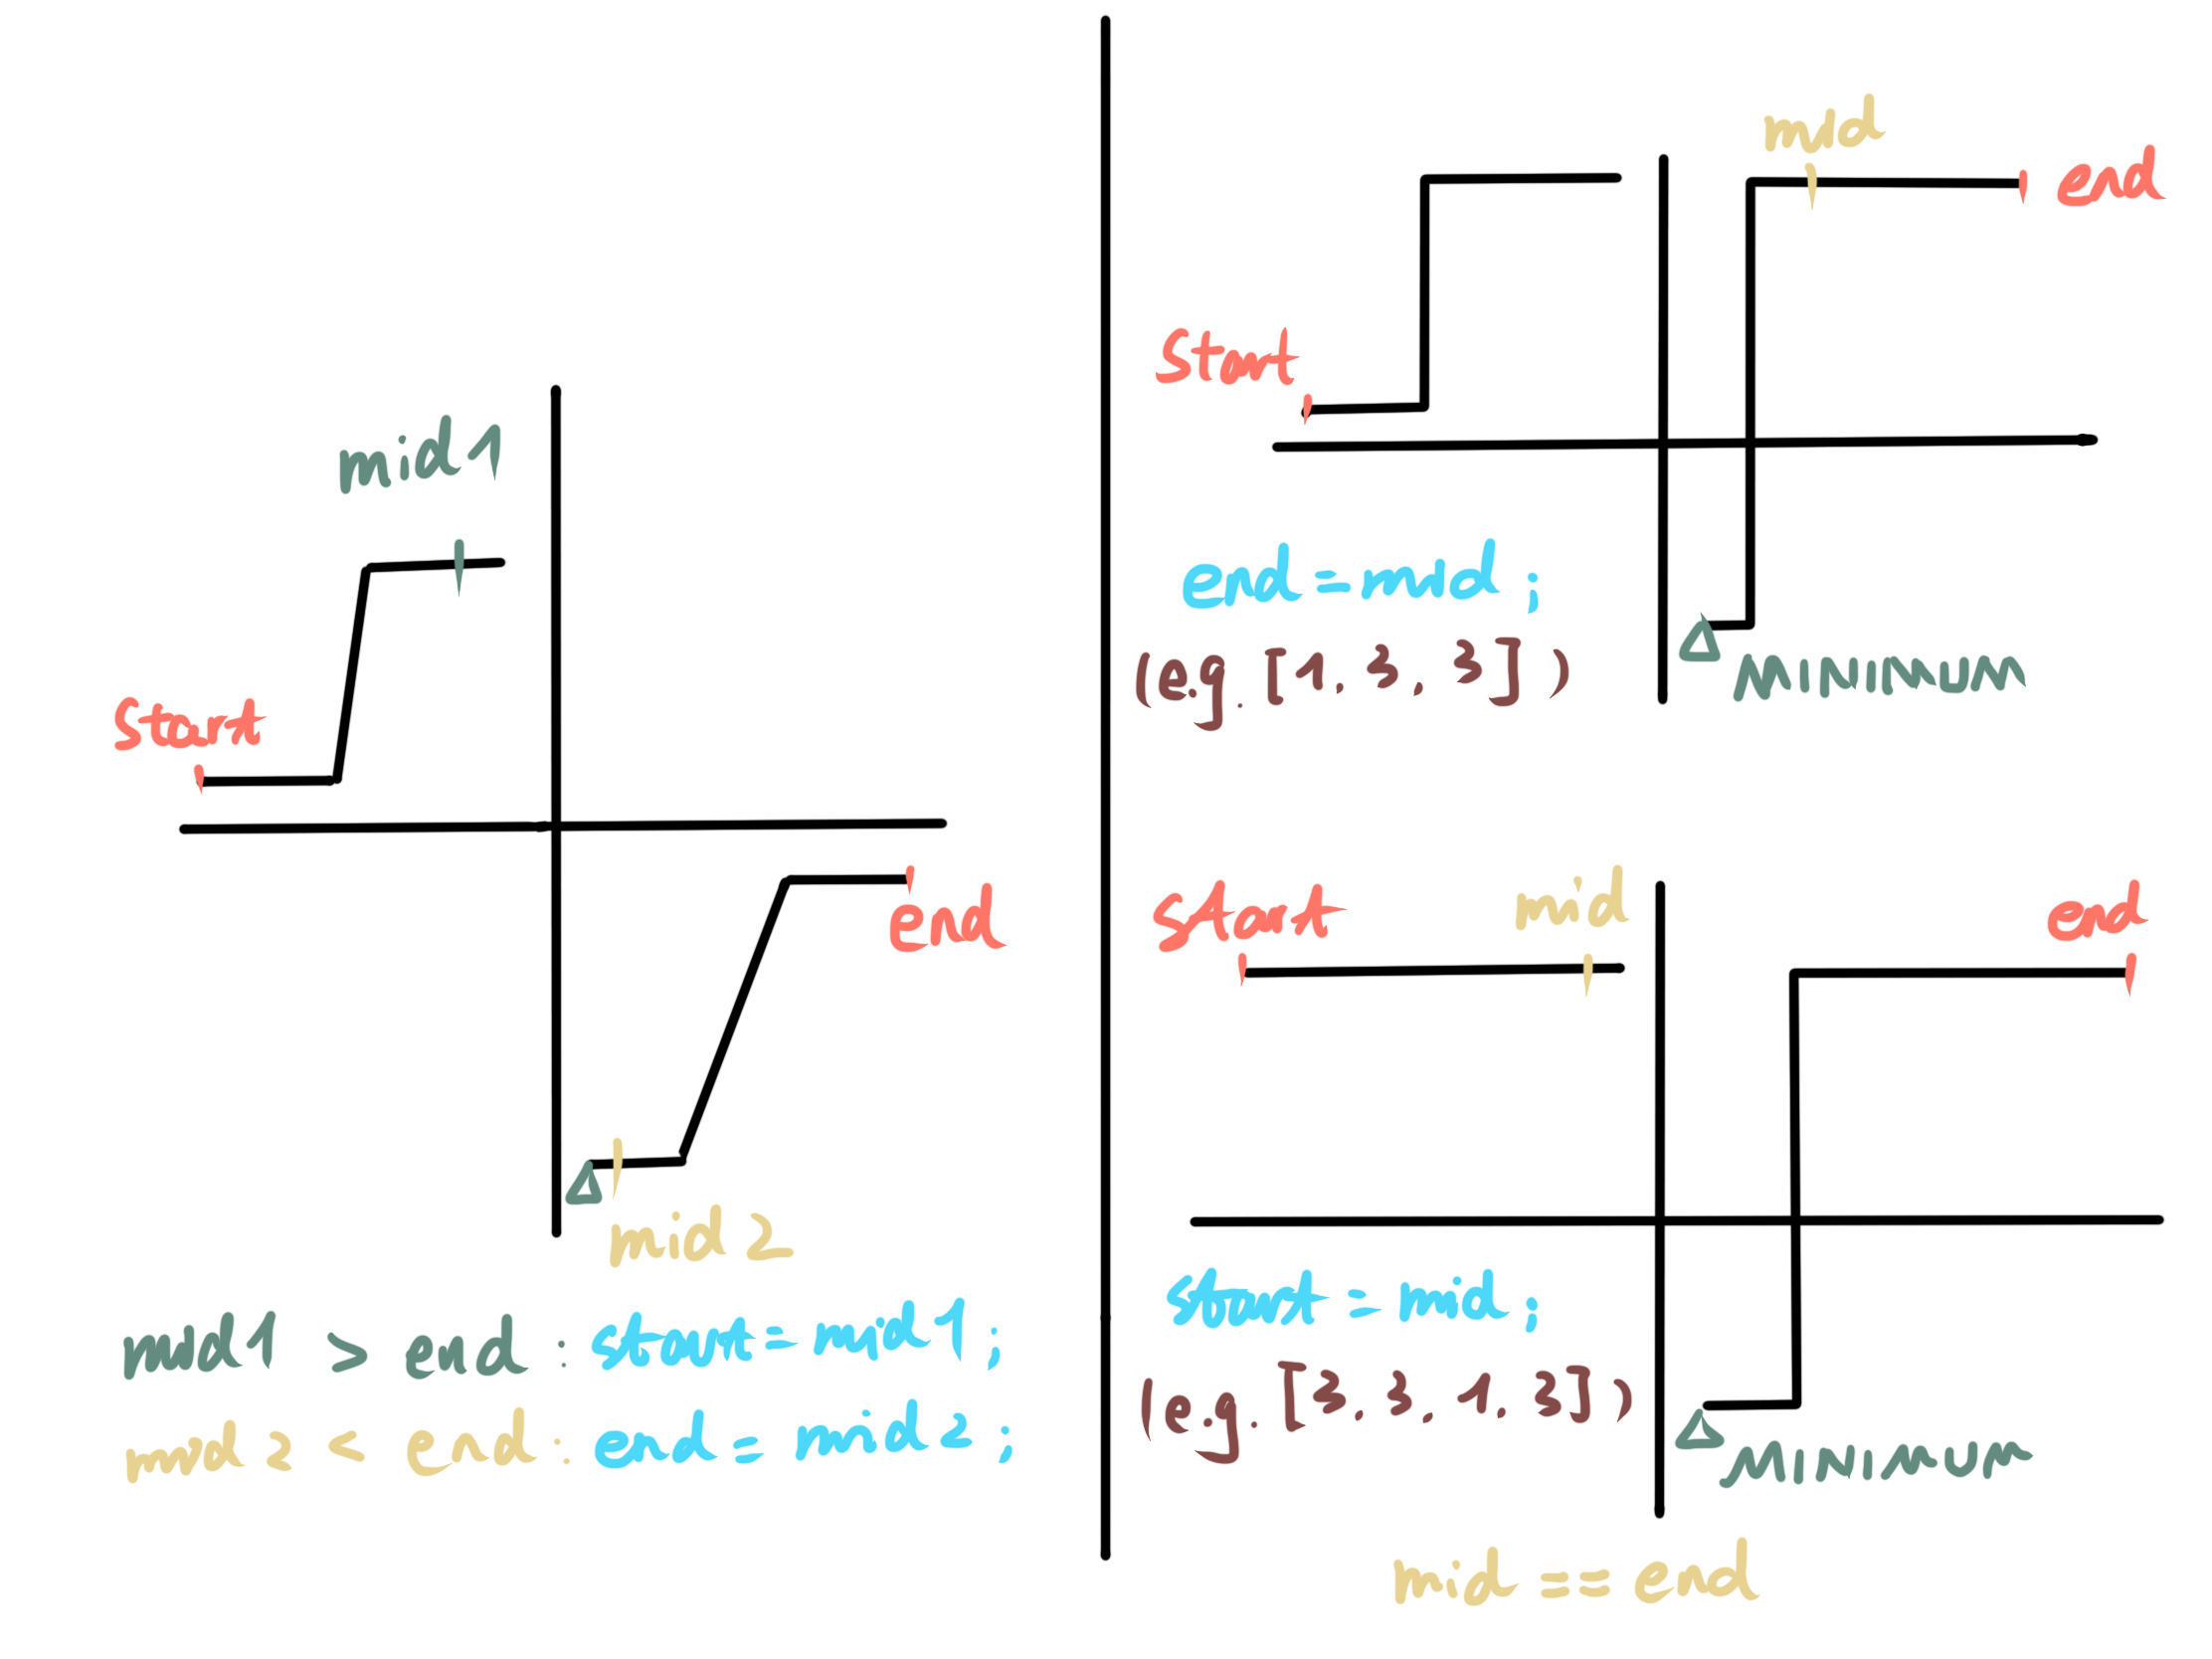 mid1
start
end
mid 2
mid1 > end : start = mid1;
mid 2 < end : end = mid 2;
mid
end
Start
end = mid ;
(eg. [1, 3, 3])
MINIMUM
start
mid
end
start = mid;
(e.g. [3, 3, 1, 3])
MINIMUM
mid == end